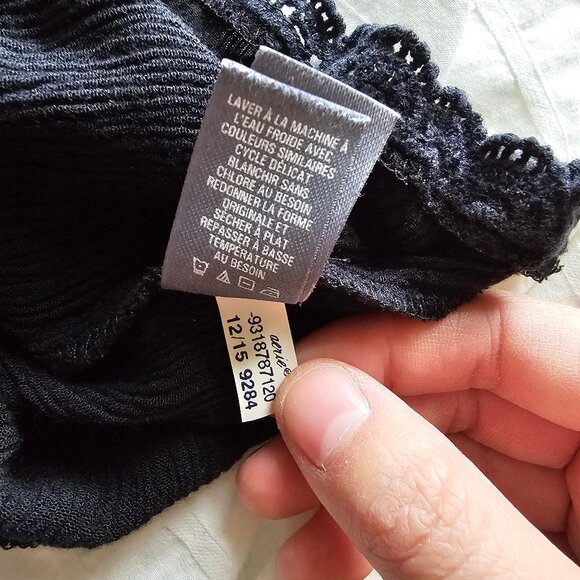 LAVER À LA MACHINE À
L'EAU FROIDE AVEC
COULEURS SIMILAIRES
CYCLE DÉLICAT
BLANCHIR SANS
CHLORE AU BESOIN
REDONNER LA FORME
ORIGINALE ET
SÉCHER À PLAT
REPASSER À BASSE
TEMPÉRATURE
AU BESOIN
aerie®
-9318787120
12/15 9284